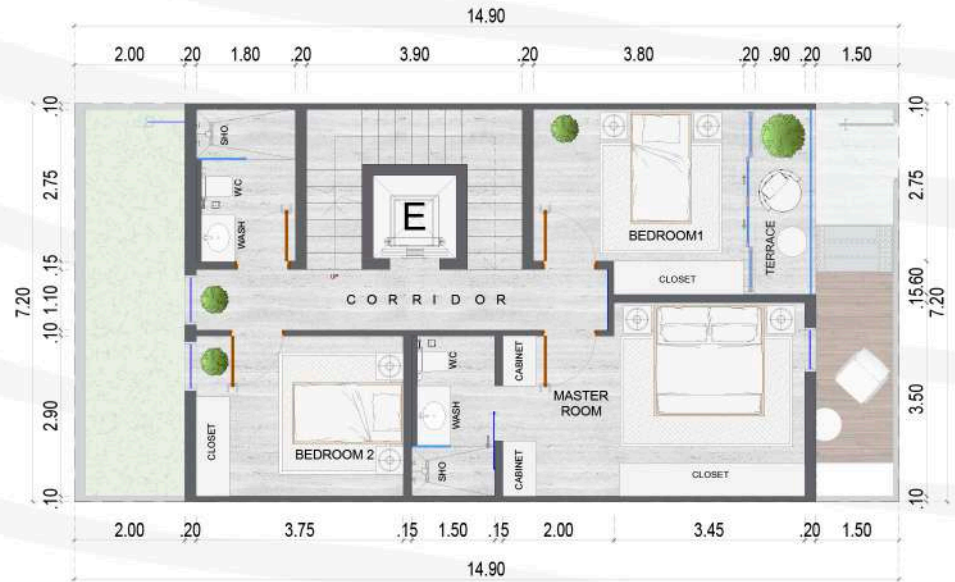 14.90
2.00 .20 1.80 .20 3.90 .20 3.80 .20 .90 .20 1.50
.10
2.75
.15
1.10
.10
2.90
.10
7.20
SHO.
W.C
WASH
E
UP
CORRIDOR
BEDROOM1
CLOSET
TERRACE
CLOSET
BEDROOM 2
W.C
WASH
SHO.
CABINET
CABINET
MASTER
ROOM
CLOSET
.10
2.75
.15
.60
3.50
.10
7.20
2.00 .20 3.75 .15 1.50 .15 2.00 3.45 .20 1.50
14.90